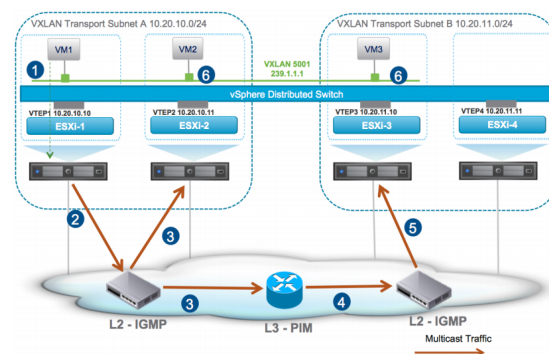 VXLAN Transport Subnet A 10.20.10.0/24
VXLAN Transport Subnet B 10.20.11.0/24
VM1
VM2
VM3
1
VXLAN 5001
239.1.1.1
6
6
vSphere Distributed Switch
VTEP1 10.20.10.10
VTEP2 10.20.10.11
VTEP3 10.20.11.10
VTEP4 10.20.11.11
ESXi-1
ESXi-2
ESXi-3
ESXi-4
2
3
5
3
4
L2 - IGMP
L3 - PIM
L2 - IGMP
Multicast Traffic